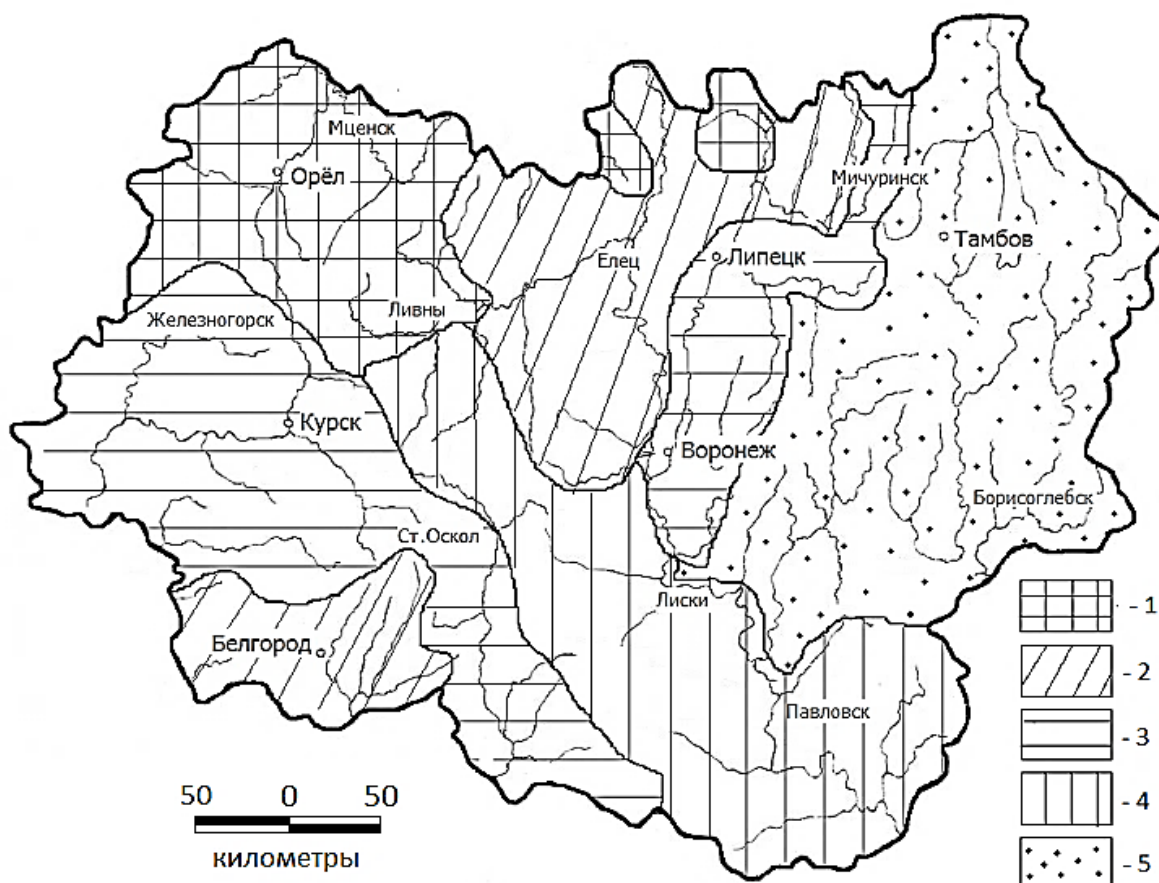 Мценск
Орёл
Мичуринск
Тамбов
Елец
Липецк
Ливны
Железногорск
Курск
Воронеж
Борисоглебск
Ст.Оскол
Лиски
Белгород
Павловск
- 1
- 2
- 3
- 4
- 5
50 0 50
километры